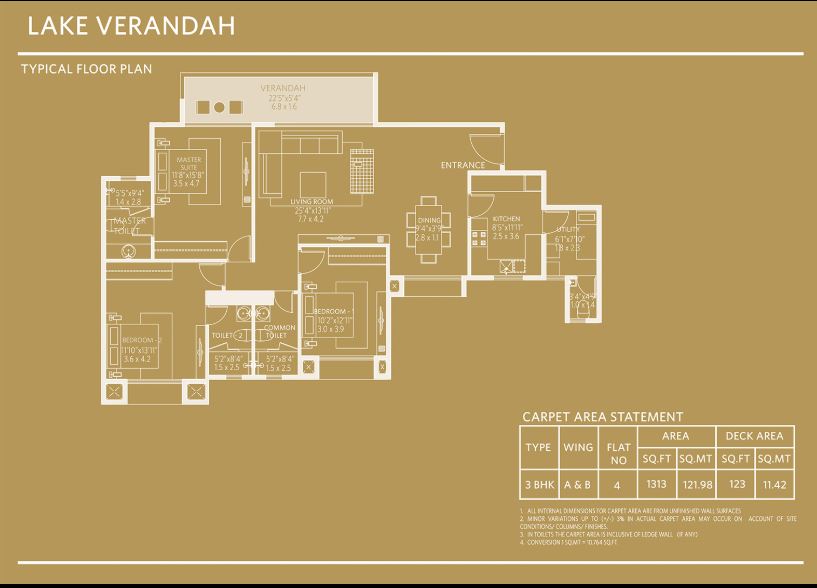 LAKE VERANDAH
TYPICAL FLOOR PLAN
VERANDAH
22'5"x5'4"
6.8 x 1.6
MASTER
SUITE
11'8"x15'8"
3.5 x 4.7
ENTRANCE
5'5"x9'4"
1.4 x 2.8
MASTER
TOILET
LIVING ROOM
25'4"x13'11"
7.7 x 4.2
DINING
9'4"x3'9"
2.8 x 1.1
KITCHEN
8'5"x11'11"
2.5 x 3.6
UTILITY
6'1"x7'10"
1.8 x 2.3
1.0 x 1.4
BEDROOM - 1
10'2"x12'11"
3.0 x 3.9
BEDROOM - 2
11'10"x13'11"
3.6 x 4.2
TOILET - 2
5'2"x8'4"
1.5 x 2.5
COMMON
TOILET
5'2"x8'4"
1.5 x 2.5
CARPET AREA STATEMENT
TYPE WING FLAT NO AREA DECK AREA
SQ.FT SQ.MT SQ.FT SQ.MT
3 BHK A & B 4 1313 121.98 123 11.42
1. ALL INTERNAL DIMENSIONS FOR CARPET AREA ARE FROM UNFINISHED WALL SURFACES
2. MINOR VARIATIONS UP TO (+/-) 3% IN ACTUAL CARPET AREA MAY OCCUR ON ACCOUNT OF SITE
CONDITIONS/ COLUMNS/ FINISHES.
3. IN TOILETS THE CARPET AREA IS INCLUSIVE OF LEDGE WALL (IF ANY)
4. CONVERSION 1 SQ.MT = 10.764 SQ.FT